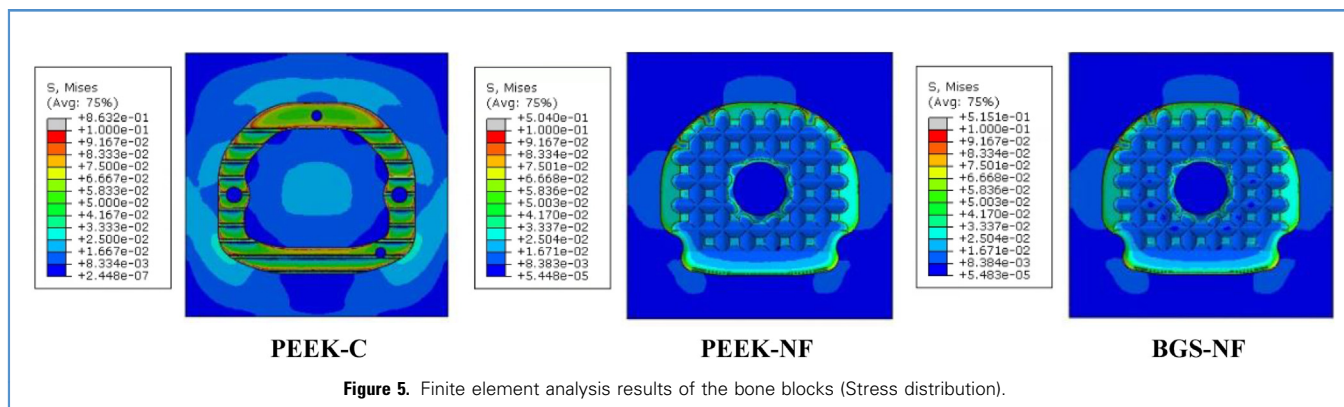 S, Mises
(Avg: 75%)
+8.632e-01
+1.000e-01
+9.167e-02
+8.333e-02
+7.500e-02
+6.667e-02
+5.833e-02
+5.000e-02
+4.167e-02
+3.333e-02
+2.500e-02
+1.667e-02
+8.334e-03
+2.448e-07
PEEK-C
S, Mises
(Avg: 75%)
+5.040e-01
+1.000e-01
+9.167e-02
+8.334e-02
+7.501e-02
+6.668e-02
+5.836e-02
+5.003e-02
+4.170e-02
+3.337e-02
+2.504e-02
+1.671e-02
+8.383e-03
+5.448e-05
PEEK-NF
S, Mises
(Avg: 75%)
+5.151e-01
+1.000e-01
+9.167e-02
+8.334e-02
+7.501e-02
+6.668e-02
+5.836e-02
+5.003e-02
+4.170e-02
+3.337e-02
+2.504e-02
+1.671e-02
+8.384e-03
+5.483e-05
BGS-NF
Figure 5. Finite element analysis results of the bone blocks (Stress distribution).